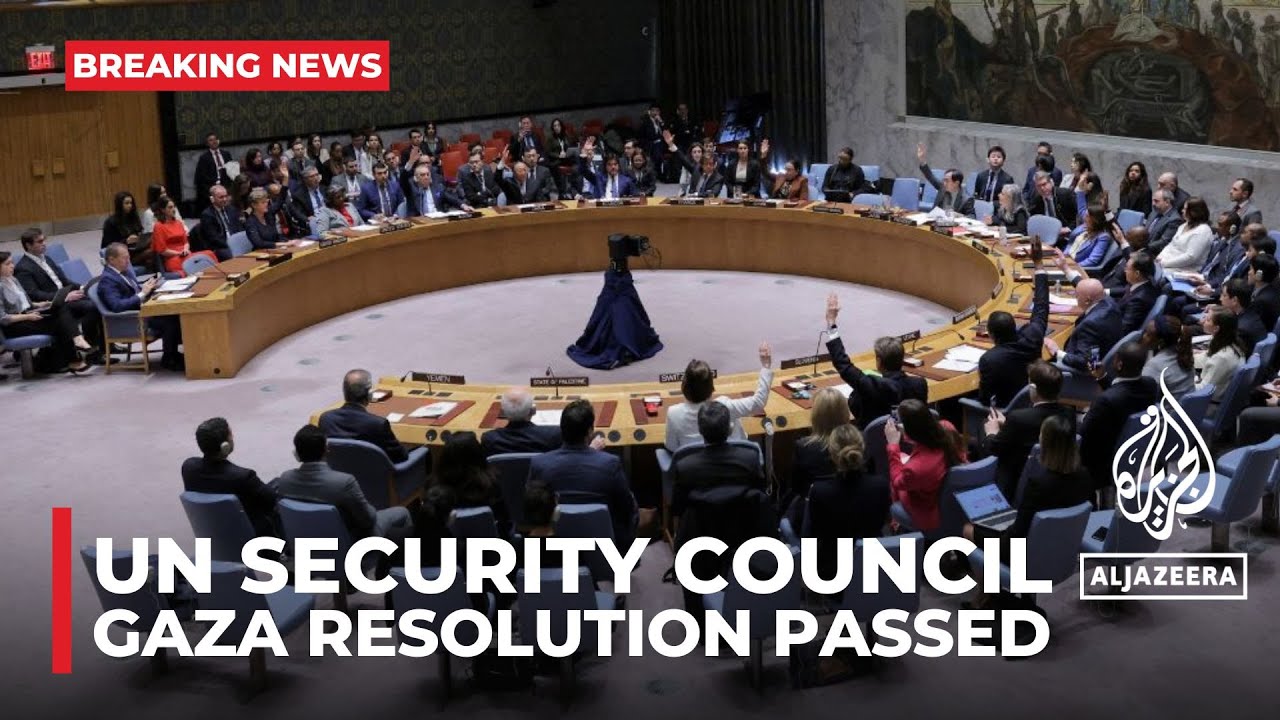 EXIT
BREAKING NEWS
YEMEN
STATE OF PALESTINE
UN SECURITY COUNCIL
GAZA RESOLUTION PASSED
الجزيرة
ALJAZEERA